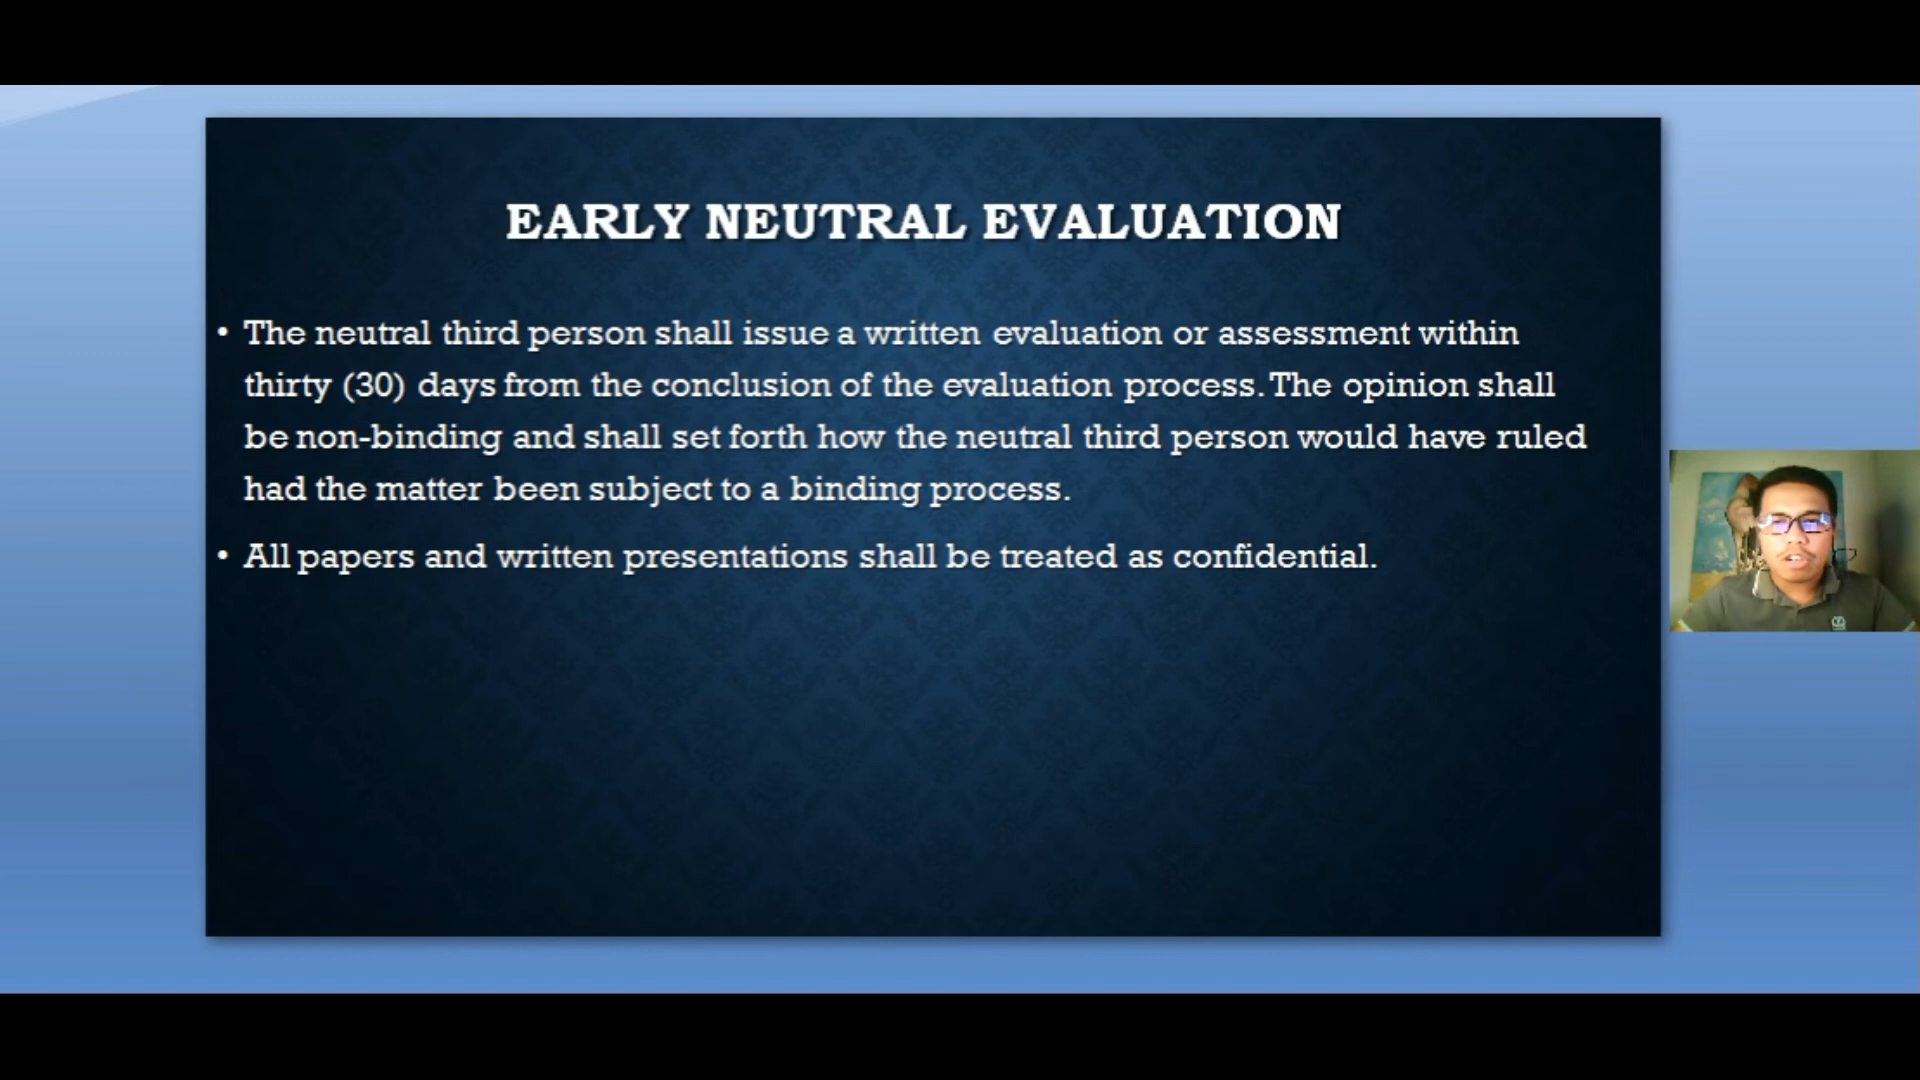 EARLY NEUTRAL EVALUATION
• The neutral third person shall issue a written evaluation or assessment within
thirty (30) days from the conclusion of the evaluation process. The opinion shall
be non-binding and shall set forth how the neutral third person would have ruled
had the matter been subject to a binding process.
• All papers and written presentations shall be treated as confidential.